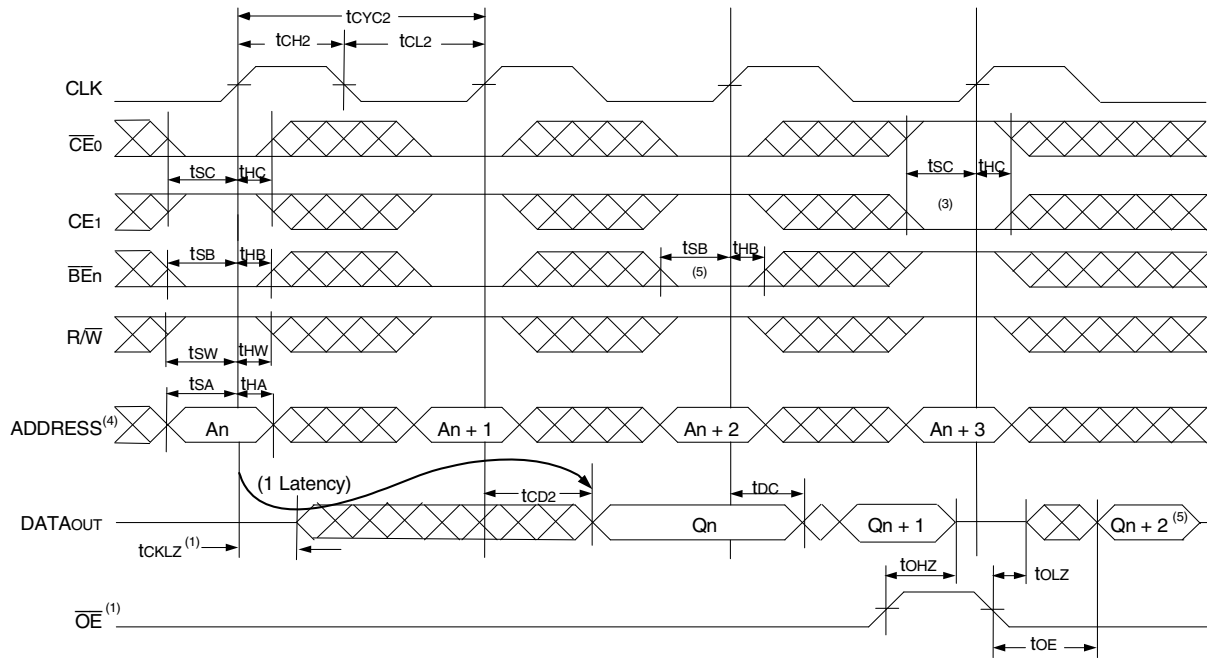 tCYC2
tCH2 tCL2
CLK
CE0
tSC tHC tSC tHC
CE1 (3)
tSB tHB tSB tHB
BEn (5)
R/W
tSW tHW
tSA tHA
ADDRESS(4) An An + 1 An + 2 An + 3
(1 Latency) tCD2 tDC
DATAOUT Qn Qn + 1 Qn + 2 (5)
tCKLZ (1)
tOHZ tOLZ
OE (1)
tOE